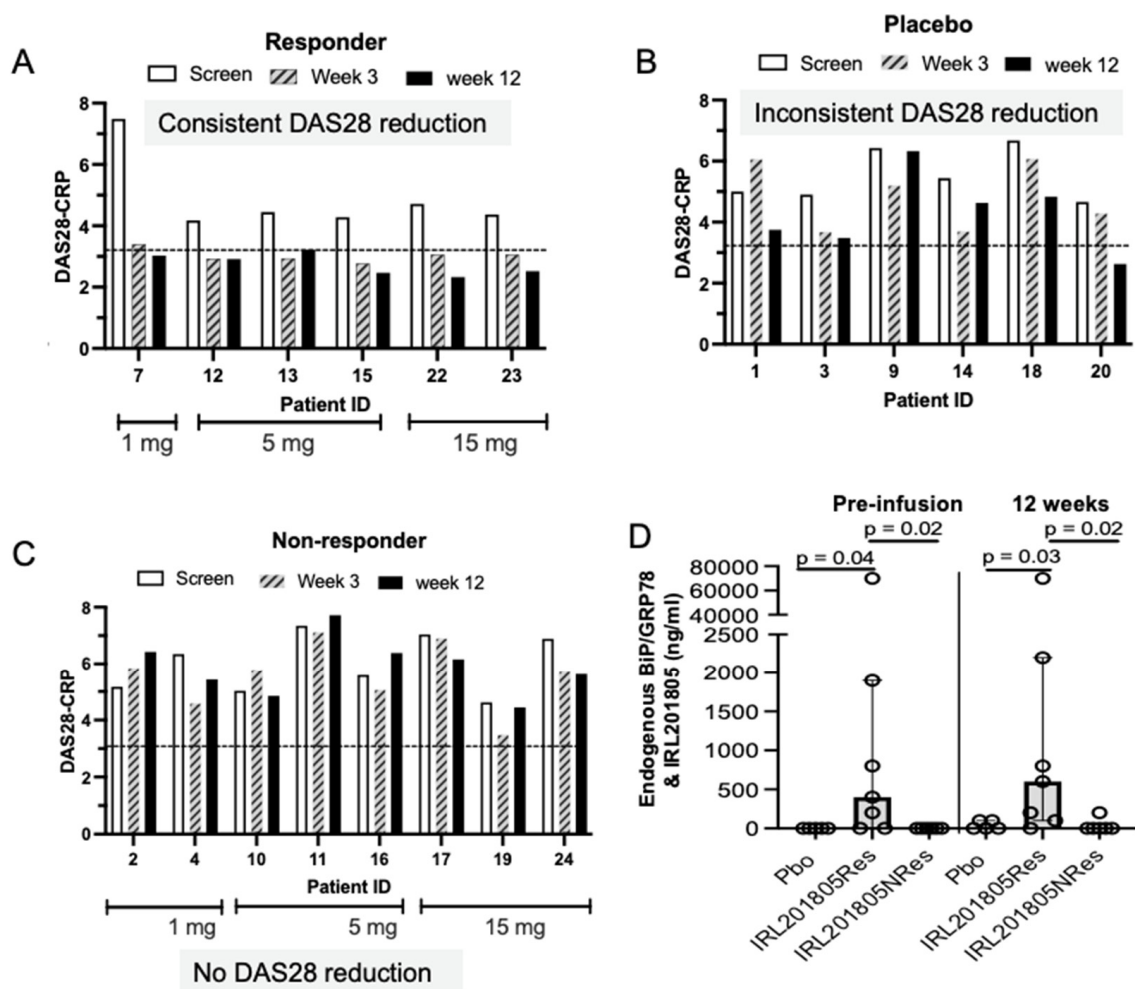 A
Responder
Screen Week 3 week 12
Consistent DAS28 reduction
DAS28-CRP
8
6
4
2
0
7 12 13 15 22 23
Patient ID
1 mg 5 mg 15 mg
B
Placebo
Screen Week 3 week 12
Inconsistent DAS28 reduction
DAS28-CRP
8
6
4
2
0
1 3 9 14 18 20
Patient ID
C
Non-responder
Screen Week 3 week 12
DAS28-CRP
8
6
4
2
0
2 4 10 11 16 17 19 24
Patient ID
1 mg 5 mg 15 mg
No DAS28 reduction
D
Pre-infusion 12 weeks
p = 0.02 p = 0.02
p = 0.04 p = 0.03
Endogenous BiP/GRP78
& IRL201805 (ng/ml)
80000
60000
40000
2500
2000
1500
1000
500
0
Pbo
IRL201805Res
IRL201805NRes
Pbo
IRL201805Res
IRL201805NRes